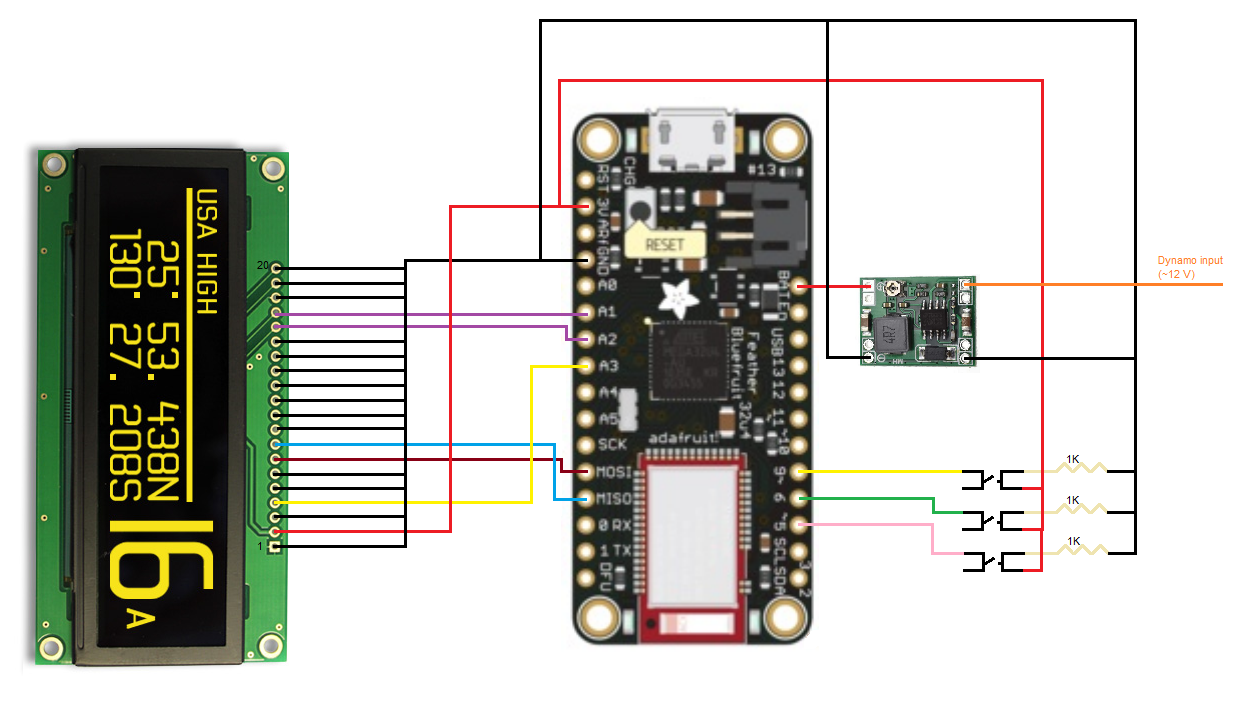 USA HIGH
25: 53. 438N
130: 27. 208S
6A
20
1
CHG
RST
3V
ARf
GND
A0
A1
A2
A3
A4
A5
SCK
MOSI
MISO
0 RX
1 TX
DFU
#13
RESET
BAT
EN
USB
13
12
11
~10
9~
6
~5
SCL
3
SDA
2
Feather 32u4
Bluefruit
adafruit!
4R7
MH
Dynamo input
(~12 V)
1K
1K
1K